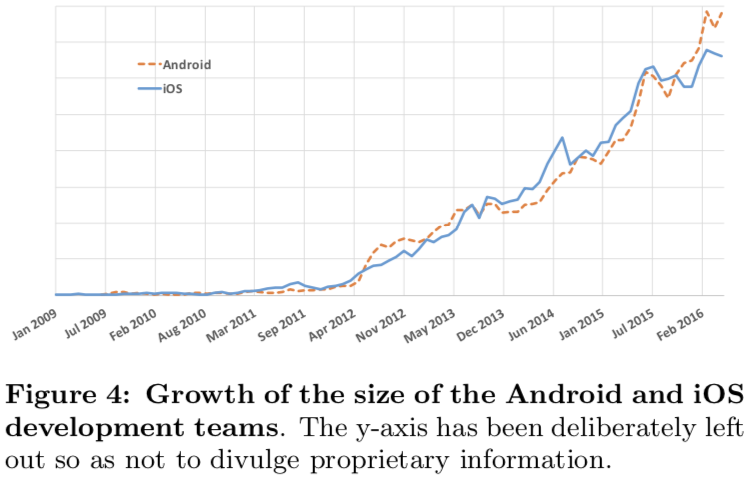 Android
iOS
Jan 2009
Jul 2009
Feb 2010
Aug 2010
Mar 2011
Sep 2011
Apr 2012
Nov 2012
May 2013
Dec 2013
Jun 2014
Jan 2015
Jul 2015
Feb 2016
Figure 4: Growth of the size of the Android and iOS
development teams. The y-axis has been deliberately left
out so as not to divulge proprietary information.